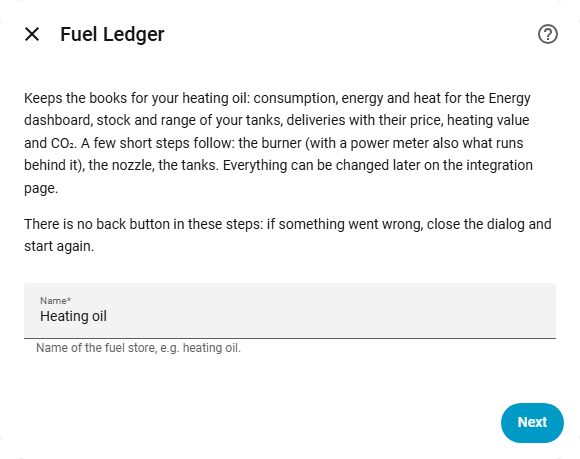 Fuel Ledger
Keeps the books for your heating oil: consumption, energy and heat for the Energy
dashboard, stock and range of your tanks, deliveries with their price, heating value
and CO₂. A few short steps follow: the burner (with a power meter also what runs
behind it), the nozzle, the tanks. Everything can be changed later on the integration
page.
There is no back button in these steps: if something went wrong, close the dialog and
start again.
Name*
Heating oil
Name of the fuel store, e.g. heating oil.
Next